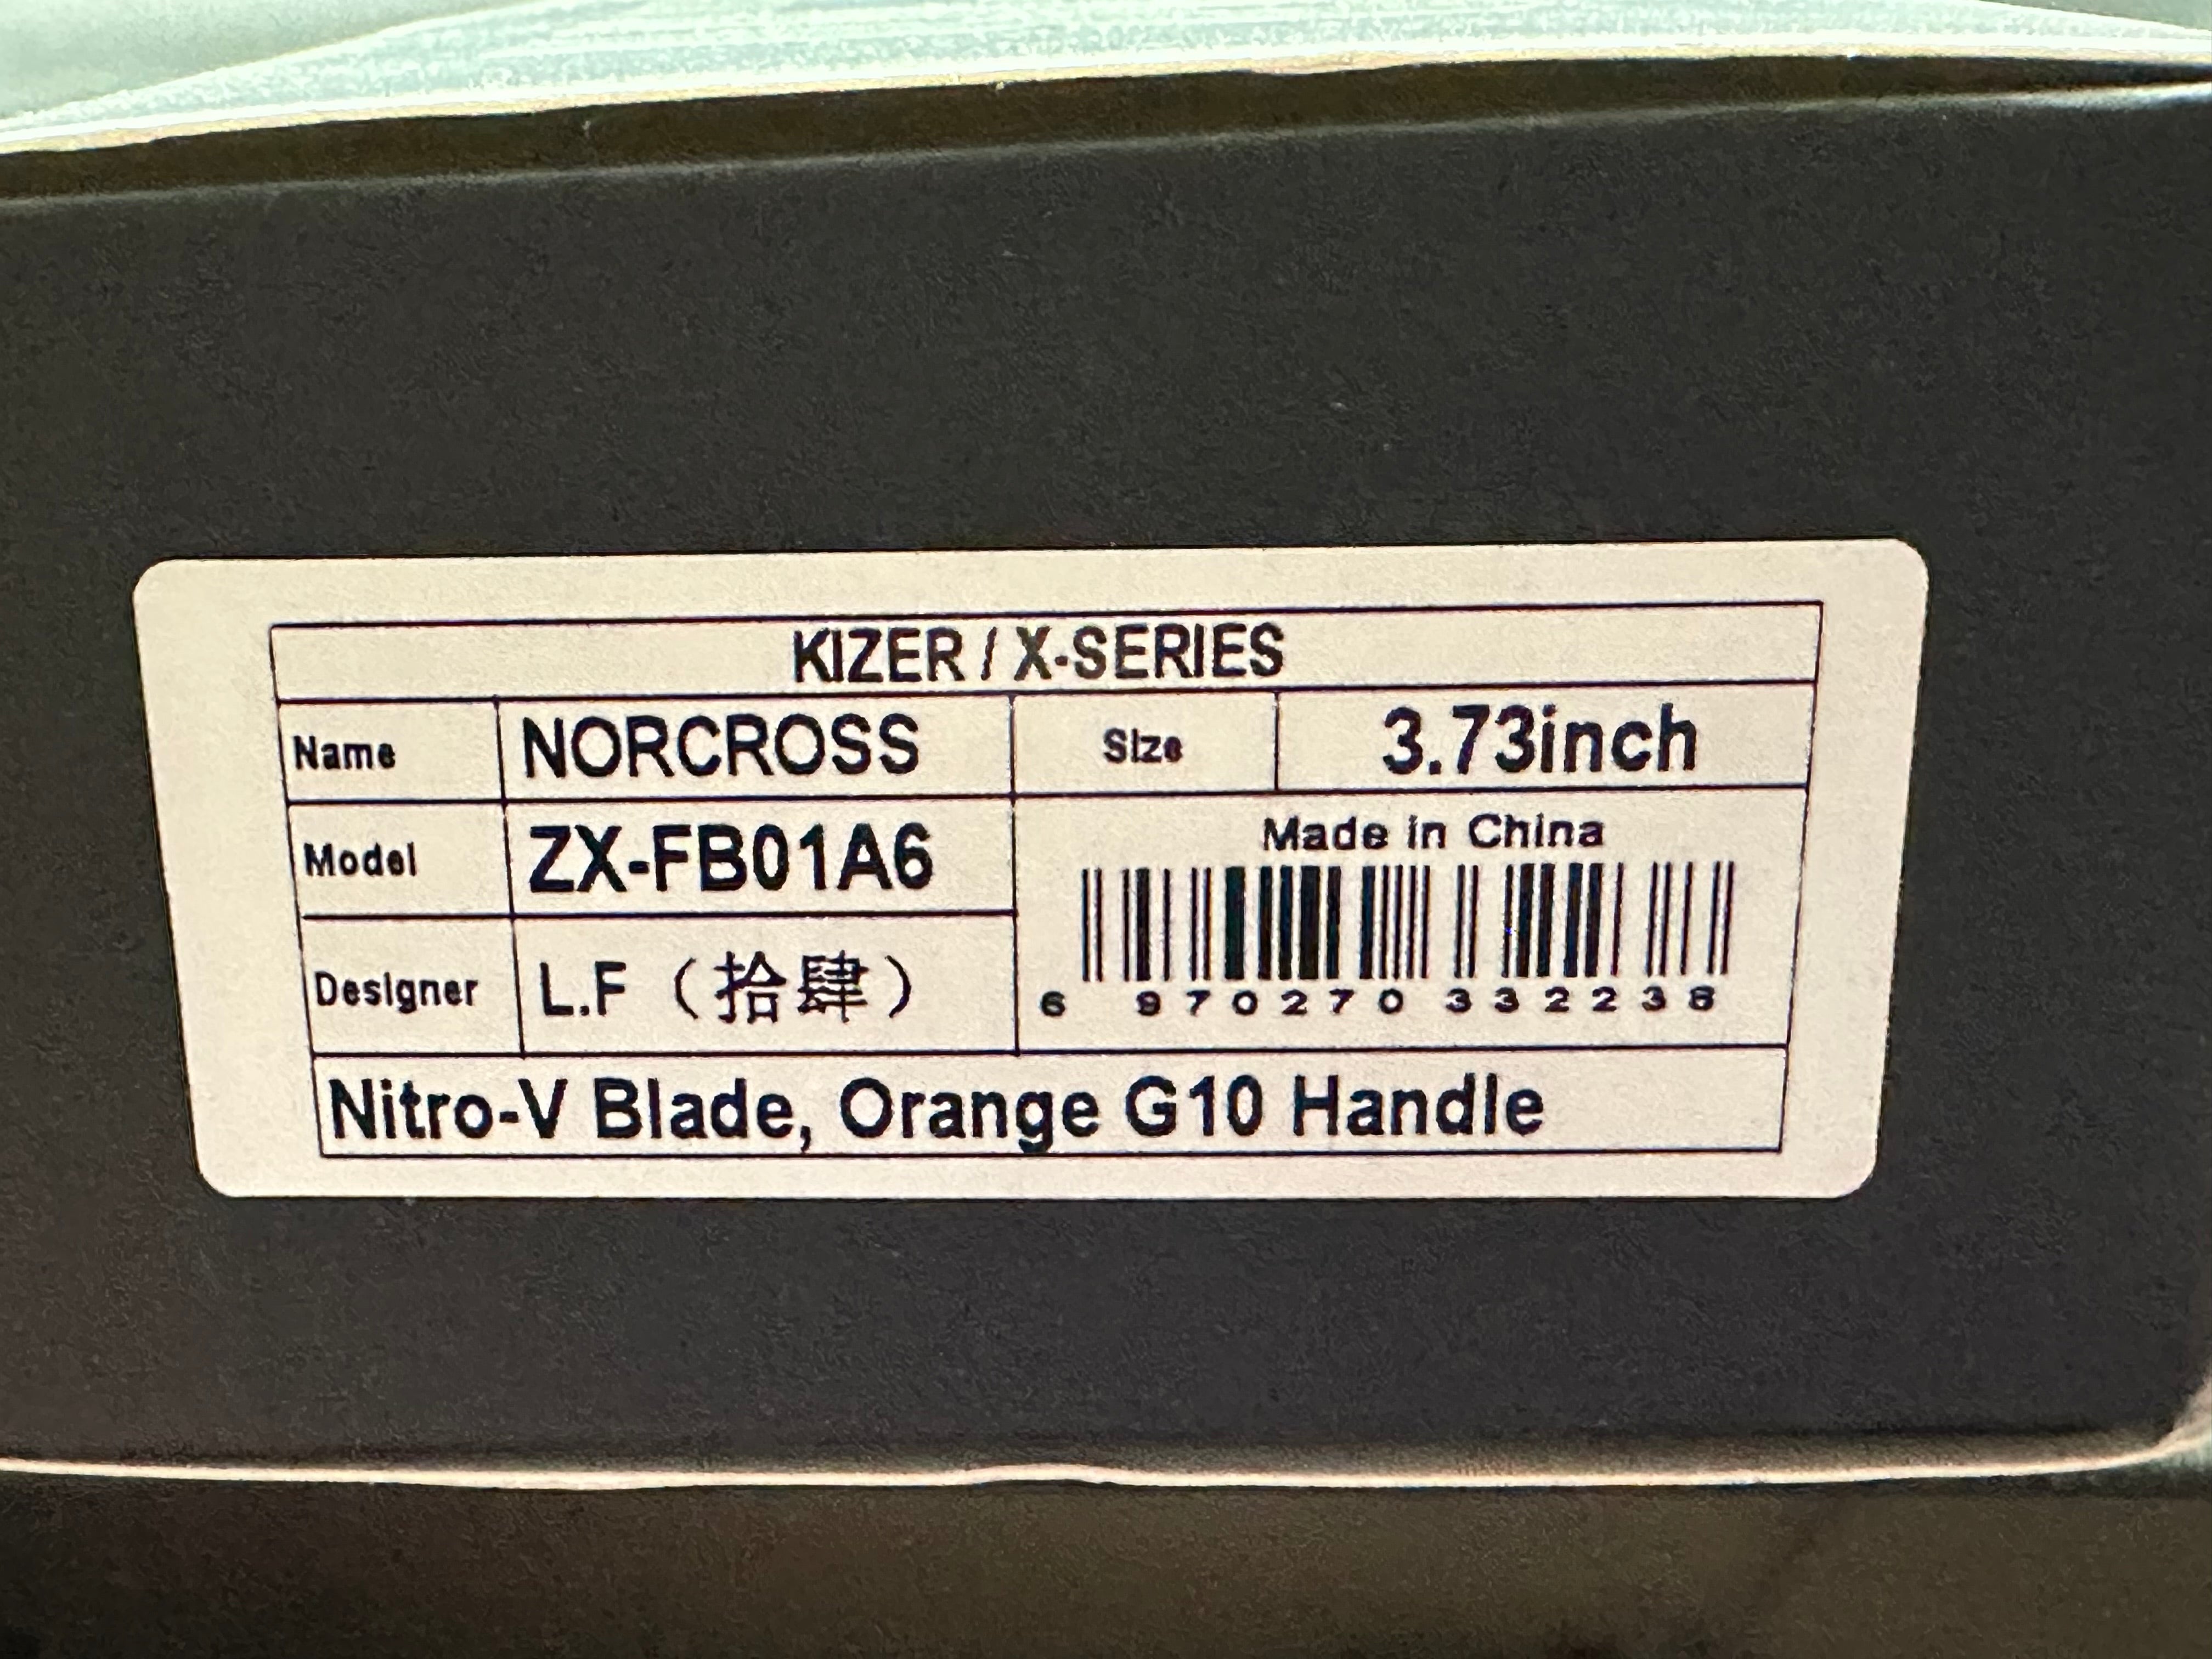 KIZER / X-SERIES
Name NORCROSS Size 3.73inch
Model ZX-FB01A6
Made in China
Designer L.F（拾肆）
6 970270 332238
Nitro-V Blade, Orange G10 Handle